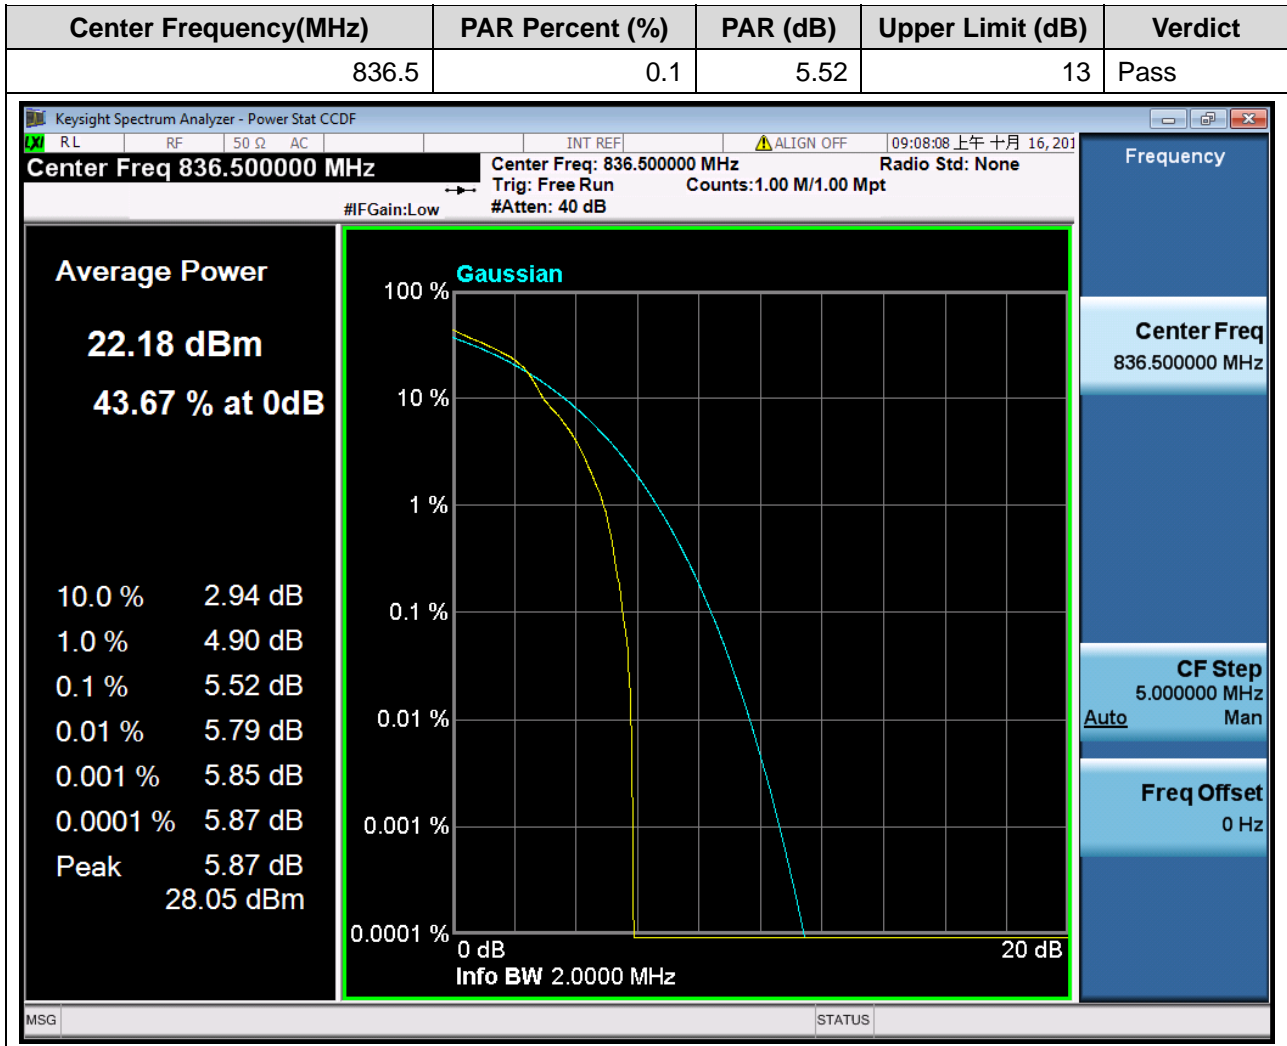 Center Frequency(MHz) PAR Percent (%) PAR (dB) Upper Limit (dB) Verdict
836.5 0.1 5.52 13 Pass
Keysight Spectrum Analyzer - Power Stat CCDF
LXI RL RF 50 Ω AC INT REF ALIGN OFF 09:08:08 上午 十月 16, 201
Center Freq 836.500000 MHz
Center Freq: 836.500000 MHz Radio Std: None
Trig: Free Run Counts:1.00 M/1.00 Mpt
#IFGain:Low #Atten: 40 dB
Average Power
22.18 dBm
43.67 % at 0dB
10.0 % 2.94 dB
1.0 % 4.90 dB
0.1 % 5.52 dB
0.01 % 5.79 dB
0.001 % 5.85 dB
0.0001 % 5.87 dB
Peak 5.87 dB
28.05 dBm
Gaussian
100 %
10 %
1 %
0.1 %
0.01 %
0.001 %
0.0001 %
0 dB 20 dB
Info BW 2.0000 MHz
Frequency
Center Freq
836.500000 MHz
CF Step
5.000000 MHz
Auto Man
Freq Offset
0 Hz
MSG STATUS